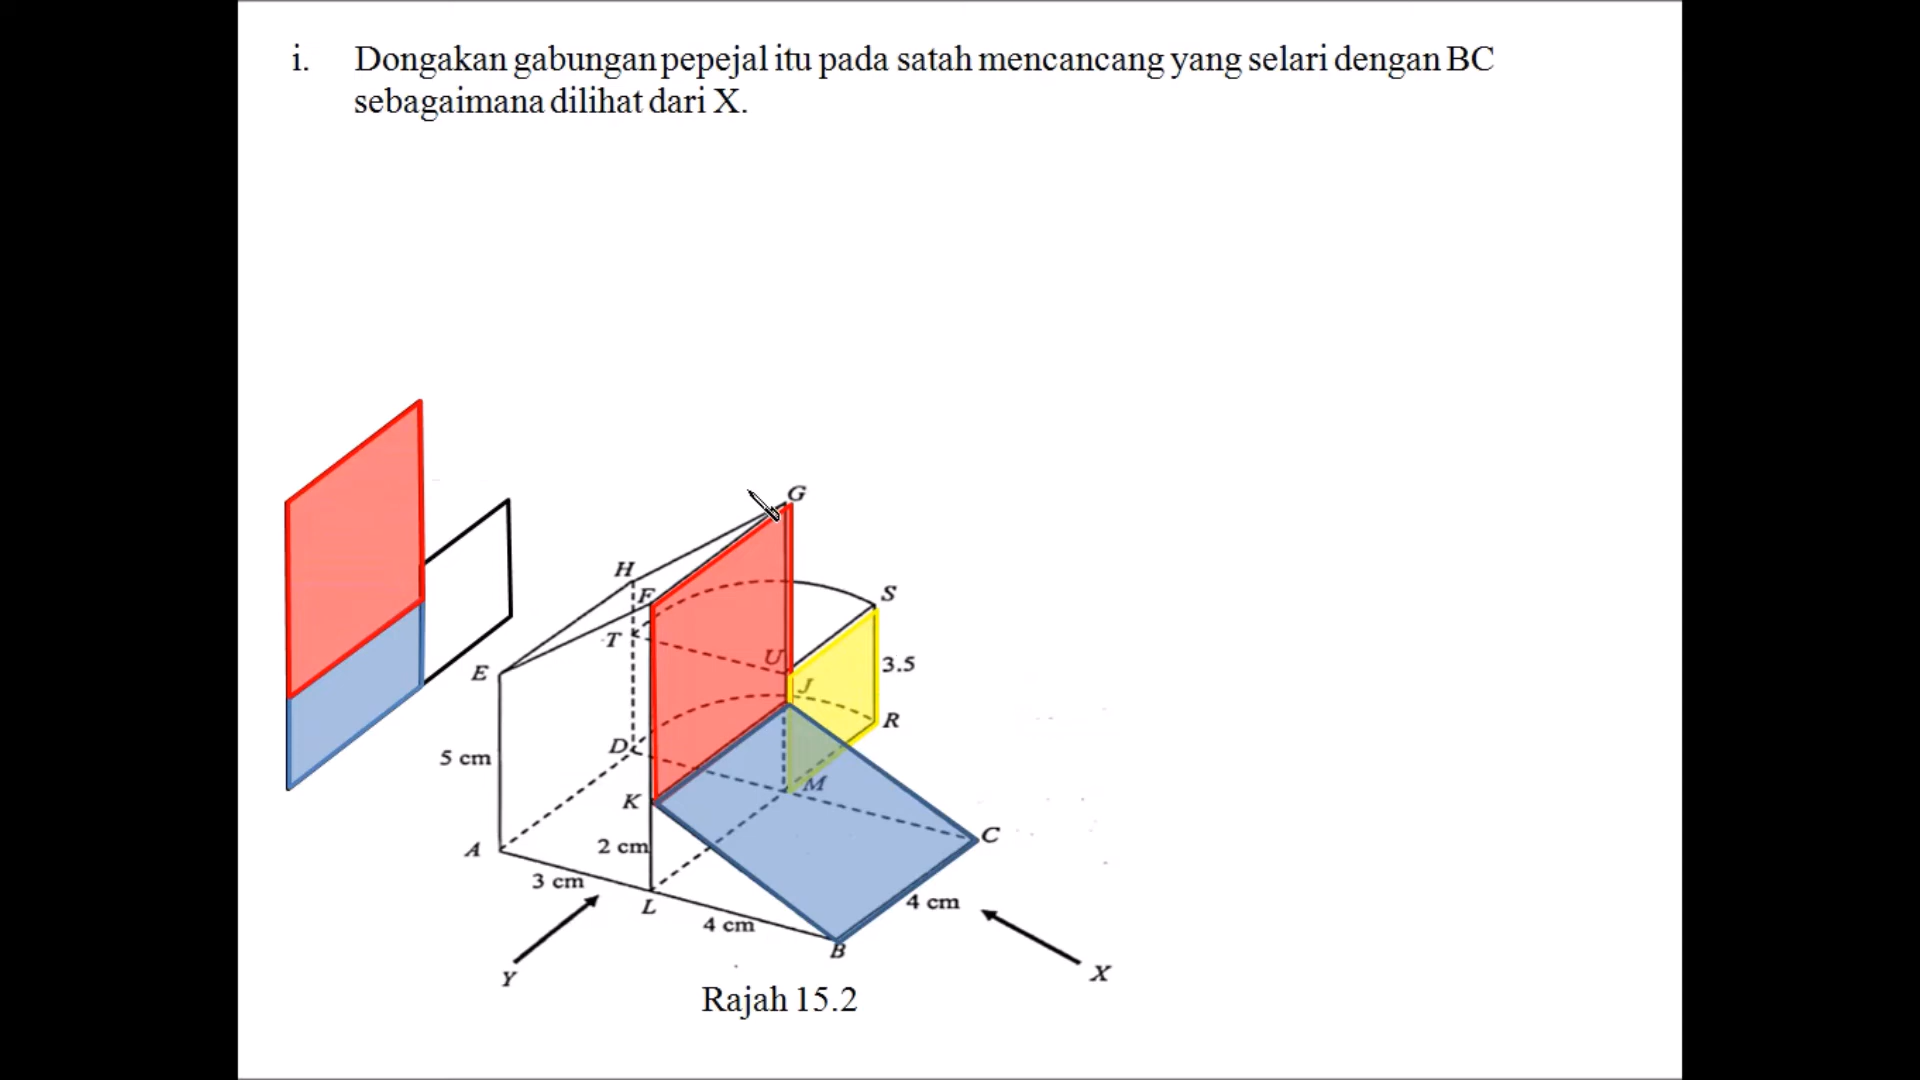 i. Dongakan gabungan pepejal itu pada satah mencancang yang selari dengan BC
sebagaimana dilihat dari X.
G
H
F
S
T
U
3.5
E
J
R
D
5 cm
M
K
C
A
2 cm
3 cm
L
4 cm
4 cm
B
Y
X
Rajah 15.2